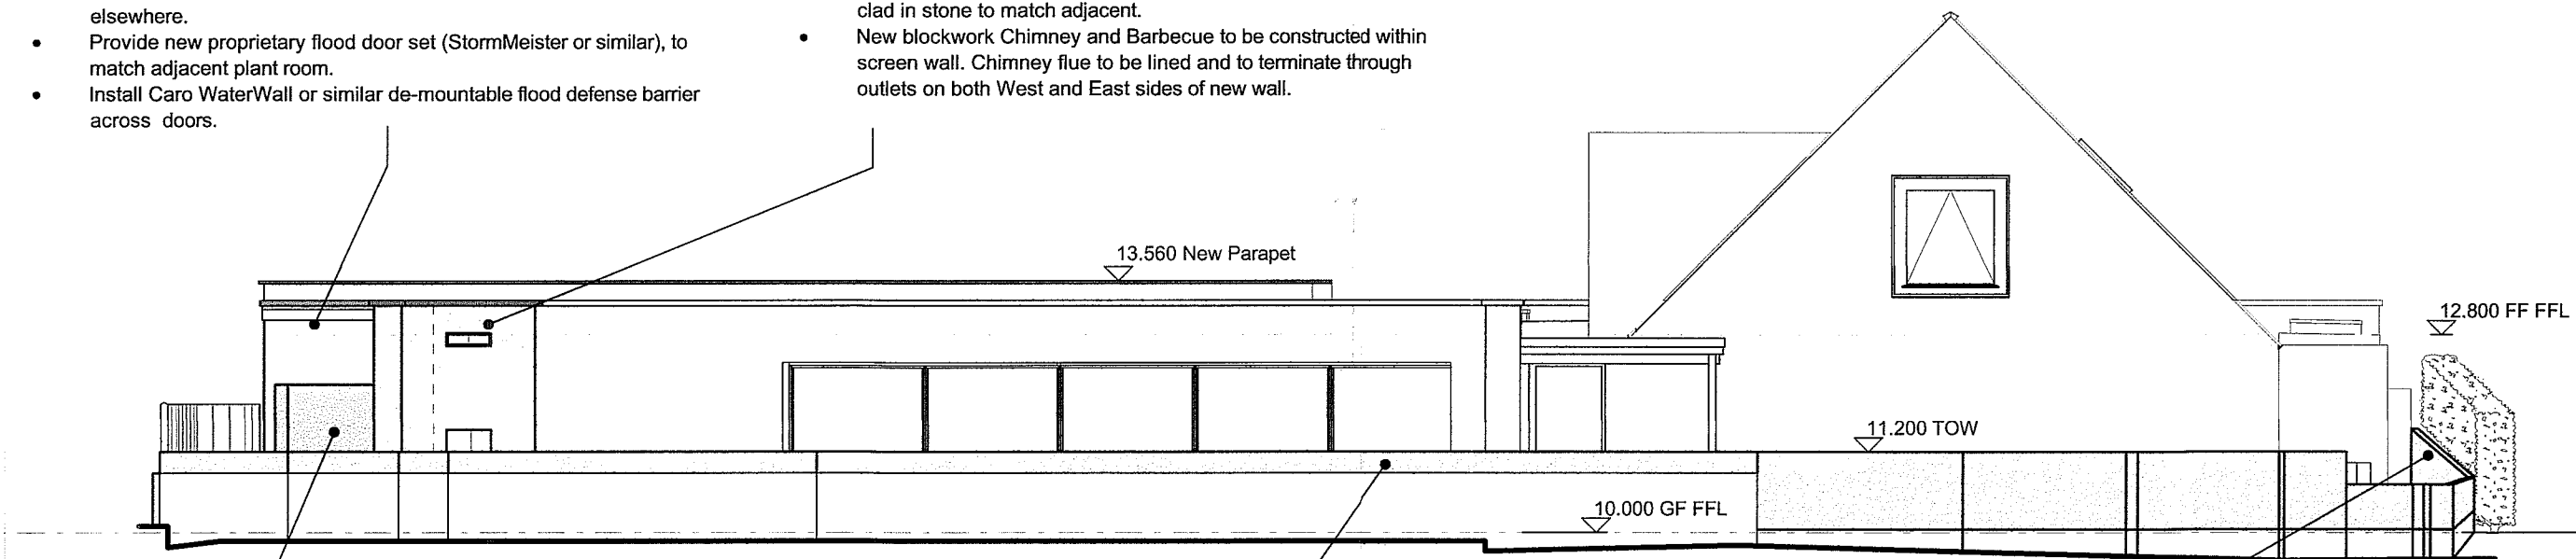 elsewhere.
• Provide new proprietary flood door set (StormMeister or similar), to
match adjacent plant room.
• Install Caro WaterWall or similar de-mountable flood defense barrier
across doors.
clad in stone to match adjacent.
• New blockwork Chimney and Barbecue to be constructed within
screen wall. Chimney flue to be lined and to terminate through
outlets on both West and East sides of new wall.
13.560 New Parapet
12.800 FF FFL
11.200 TOW
10.000 GF FFL